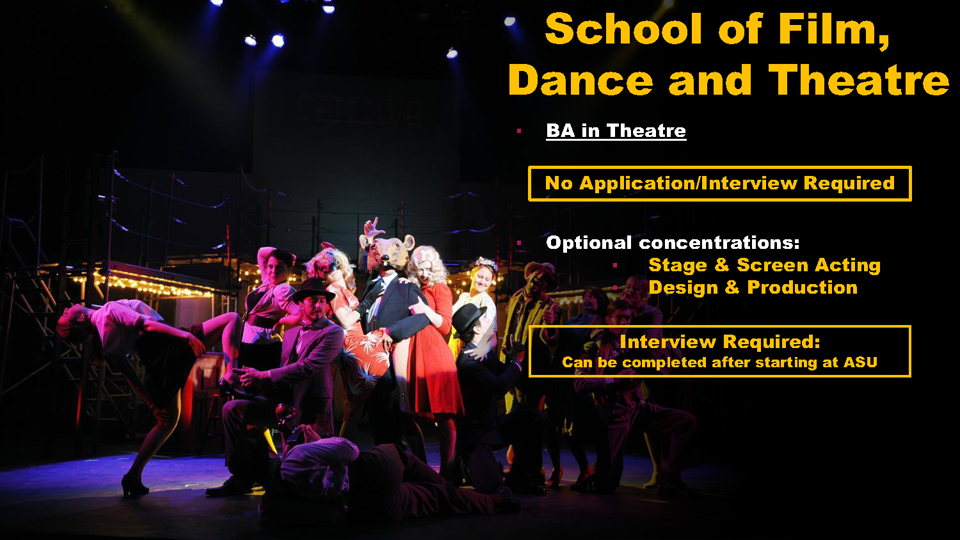 School of Film,
Dance and Theatre
▪ BA in Theatre
No Application/Interview Required
▪ Optional concentrations:
▪ Stage & Screen Acting
▪ Design & Production
Interview Required:
Can be completed after starting at ASU